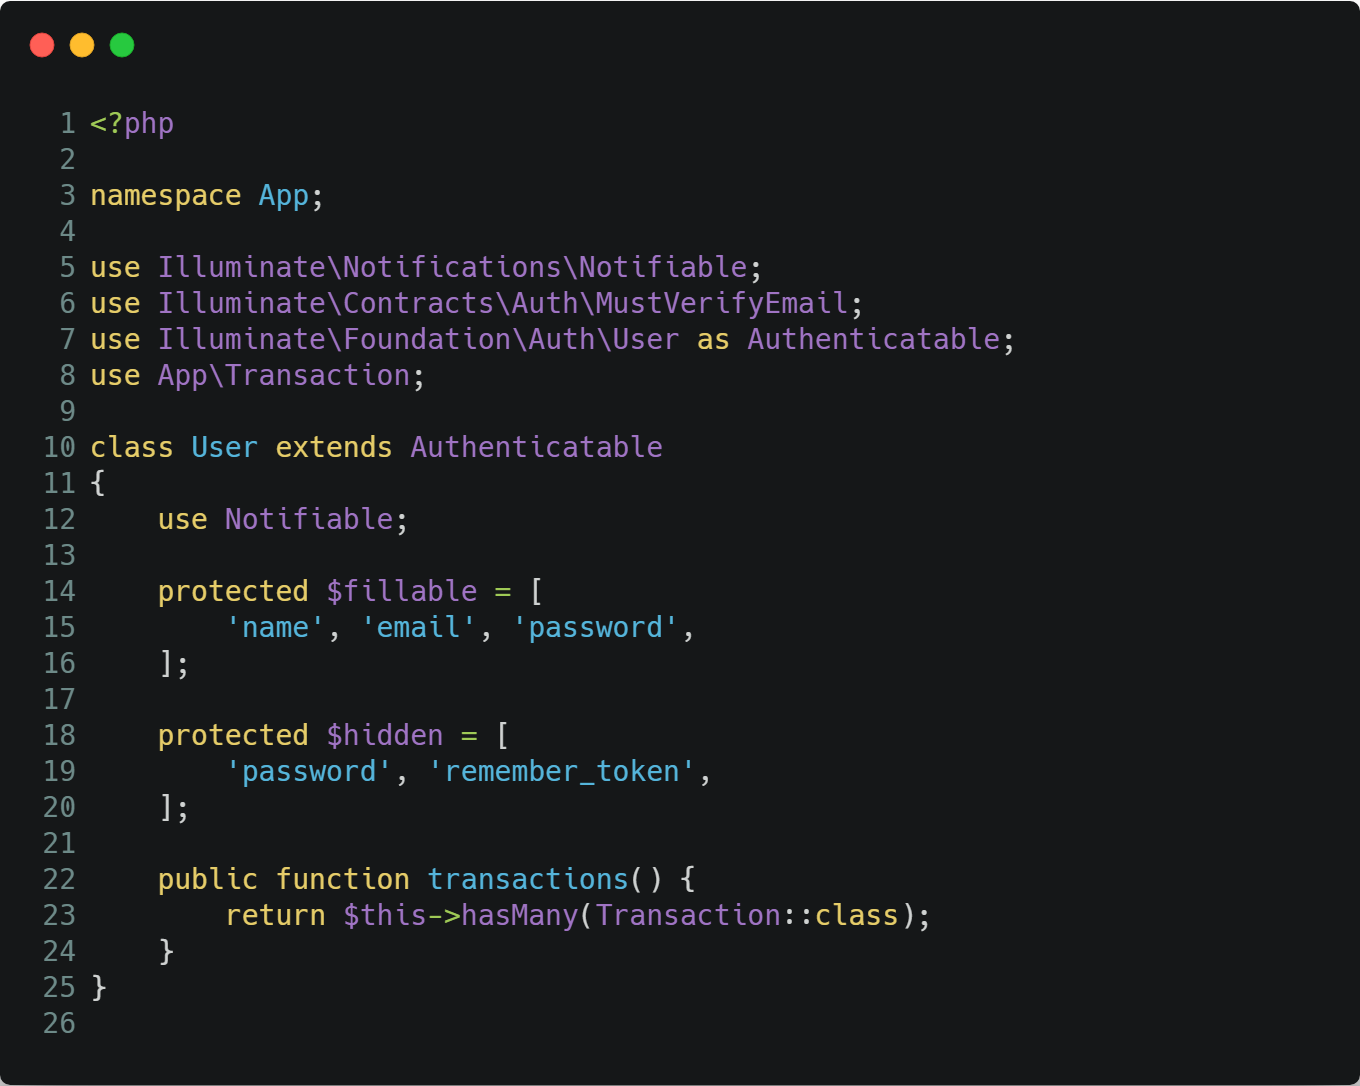 1 <?php
2
3 namespace App;
4
5 use Illuminate\Notifications\Notifiable;
6 use Illuminate\Contracts\Auth\MustVerifyEmail;
7 use Illuminate\Foundation\Auth\User as Authenticatable;
8 use App\Transaction;
9
10 class User extends Authenticatable
11 {
12     use Notifiable;
13
14     protected $fillable = [
15         'name', 'email', 'password',
16     ];
17
18     protected $hidden = [
19         'password', 'remember_token',
20     ];
21
22     public function transactions() {
23         return $this->hasMany(Transaction::class);
24     }
25 }
26